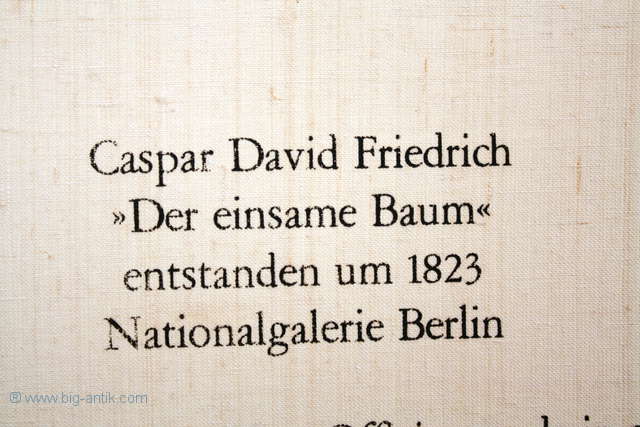 Caspar David Friedrich
»Der einsame Baum«
entstanden um 1823
Nationalgalerie Berlin
® www.big-antik.com